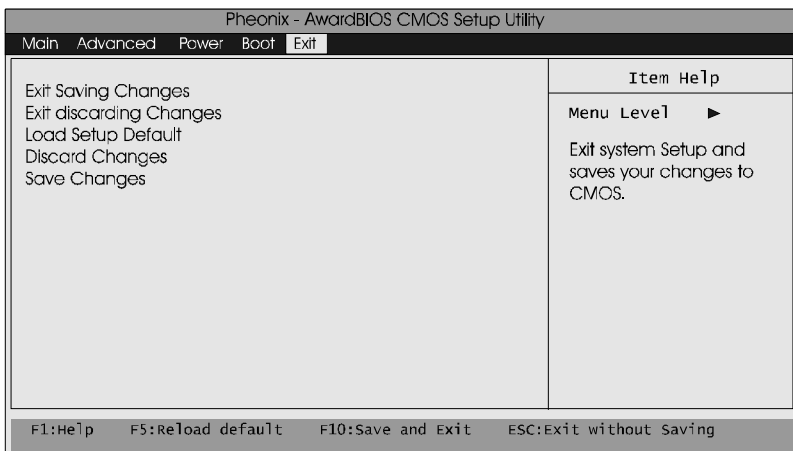 Pheonix - AwardBIOS CMOS Setup Utility
Main Advanced Power Boot Exit
Exit Saving Changes
Exit discarding Changes
Load Setup Default
Discard Changes
Save Changes
Item Help
Menu Level ►
Exit system Setup and
saves your changes to
CMOS.
F1:Help F5:Reload default F10:Save and Exit ESC:Exit without Saving